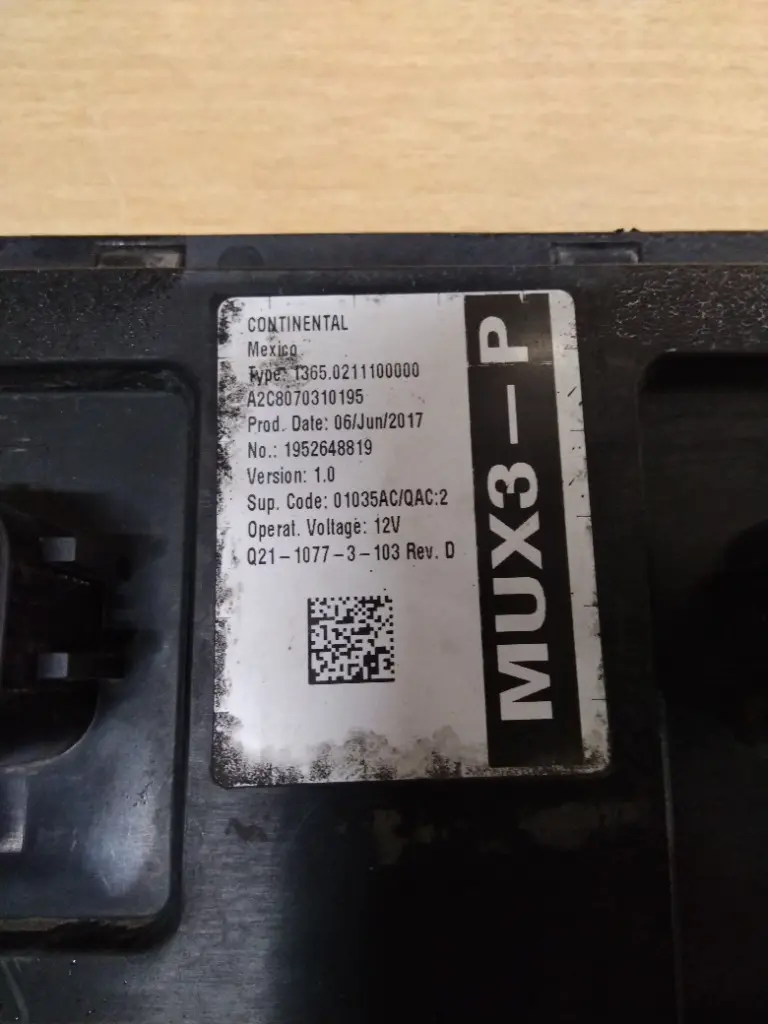 CONTINENTAL
Mexico
Type 1365.0211100000
A2C8070310195
Prod. Date: 06/Jun/2017
No.: 1952648819
Version: 1.0
Sup. Code: 01035AC/QAC:2
Operat. Voltage: 12V
Q21-1077-3-103 Rev. D
MUX3-P